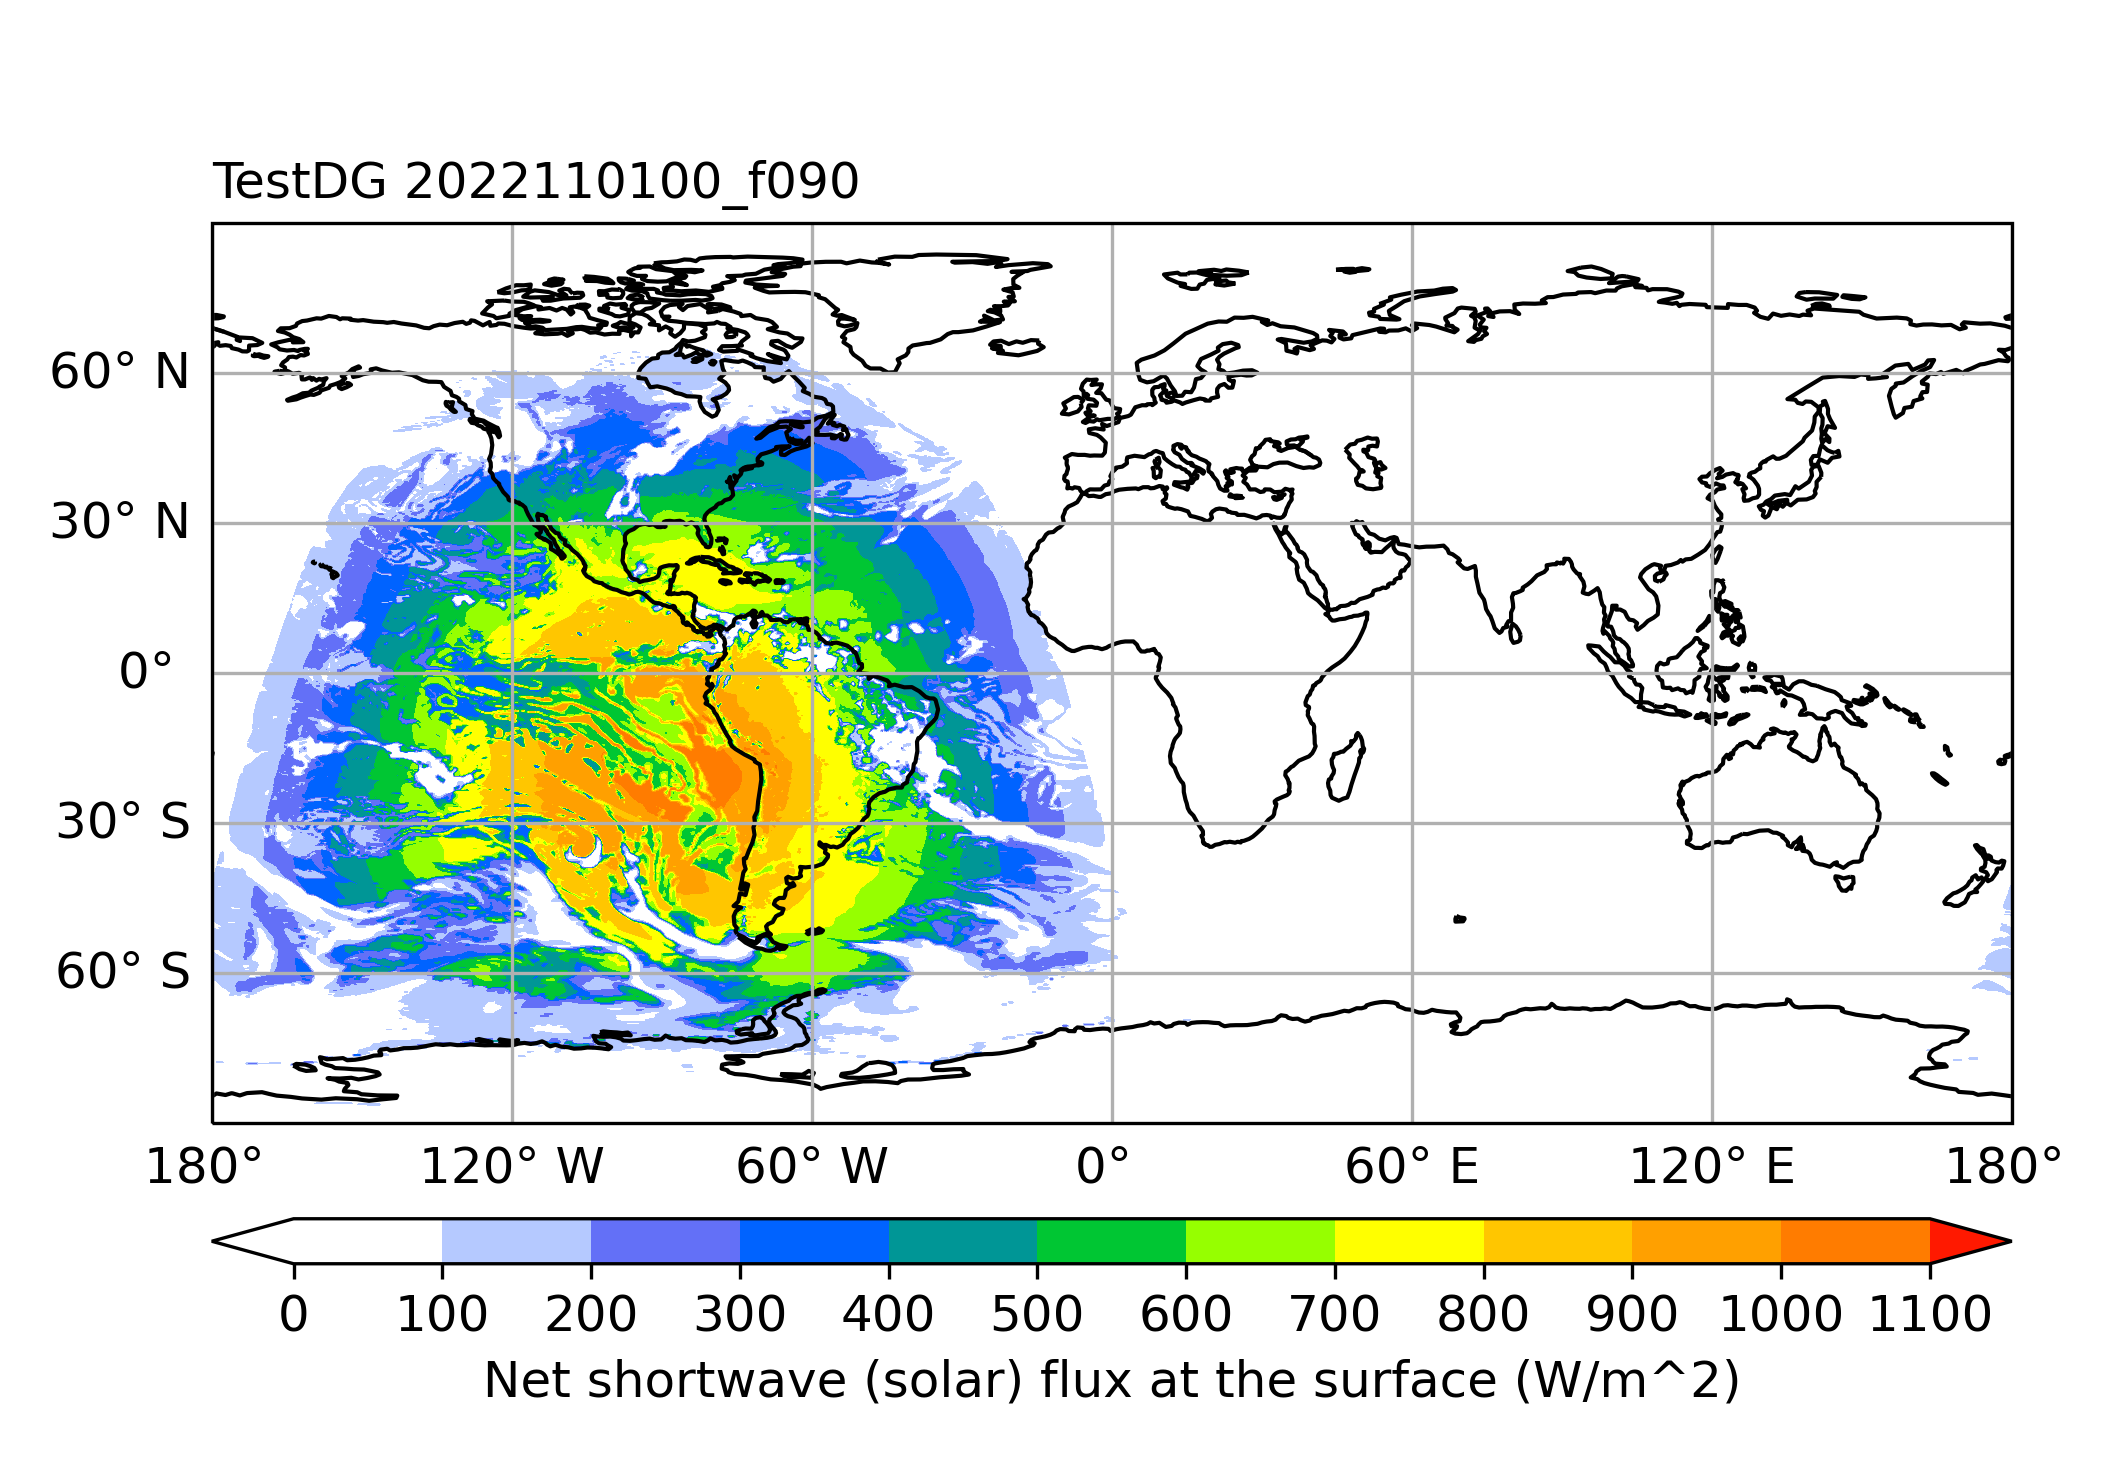 TestDG 2022110100_f090
60° N
30° N
0°
30° S
60° S
180° 120° W 60° W 0° 60° E 120° E 180°
0 100 200 300 400 500 600 700 800 900 1000 1100
Net shortwave (solar) flux at the surface (W/m^2)